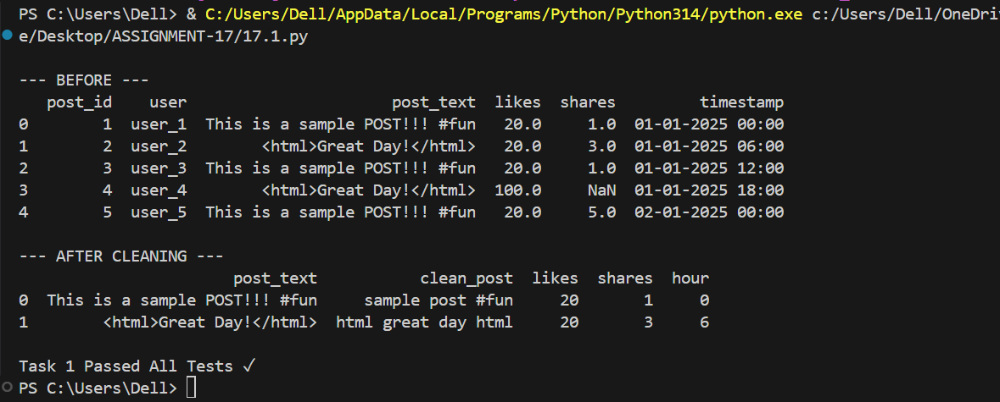 PS C:\Users\Dell> & C:/Users/Dell/AppData/Local/Programs/Python/Python314/python.exe c:/Users/Dell/OneDriv
e/Desktop/ASSIGNMENT-17/17.1.py

--- BEFORE ---
   post_id    user                       post_text  likes  shares         timestamp
0        1  user_1  This is a sample POST!!! #fun   20.0     1.0  01-01-2025 00:00
1        2  user_2        <html>Great Day!</html>   20.0     3.0  01-01-2025 06:00
2        3  user_3  This is a sample POST!!! #fun   20.0     1.0  01-01-2025 12:00
3        4  user_4        <html>Great Day!</html>  100.0     NaN  01-01-2025 18:00
4        5  user_5  This is a sample POST!!! #fun   20.0     5.0  02-01-2025 00:00

--- AFTER CLEANING ---
                       post_text           clean_post  likes  shares  hour
0  This is a sample POST!!! #fun     sample post #fun     20       1     0
1        <html>Great Day!</html>  html great day html     20       3     6

Task 1 Passed All Tests ✓
PS C:\Users\Dell>